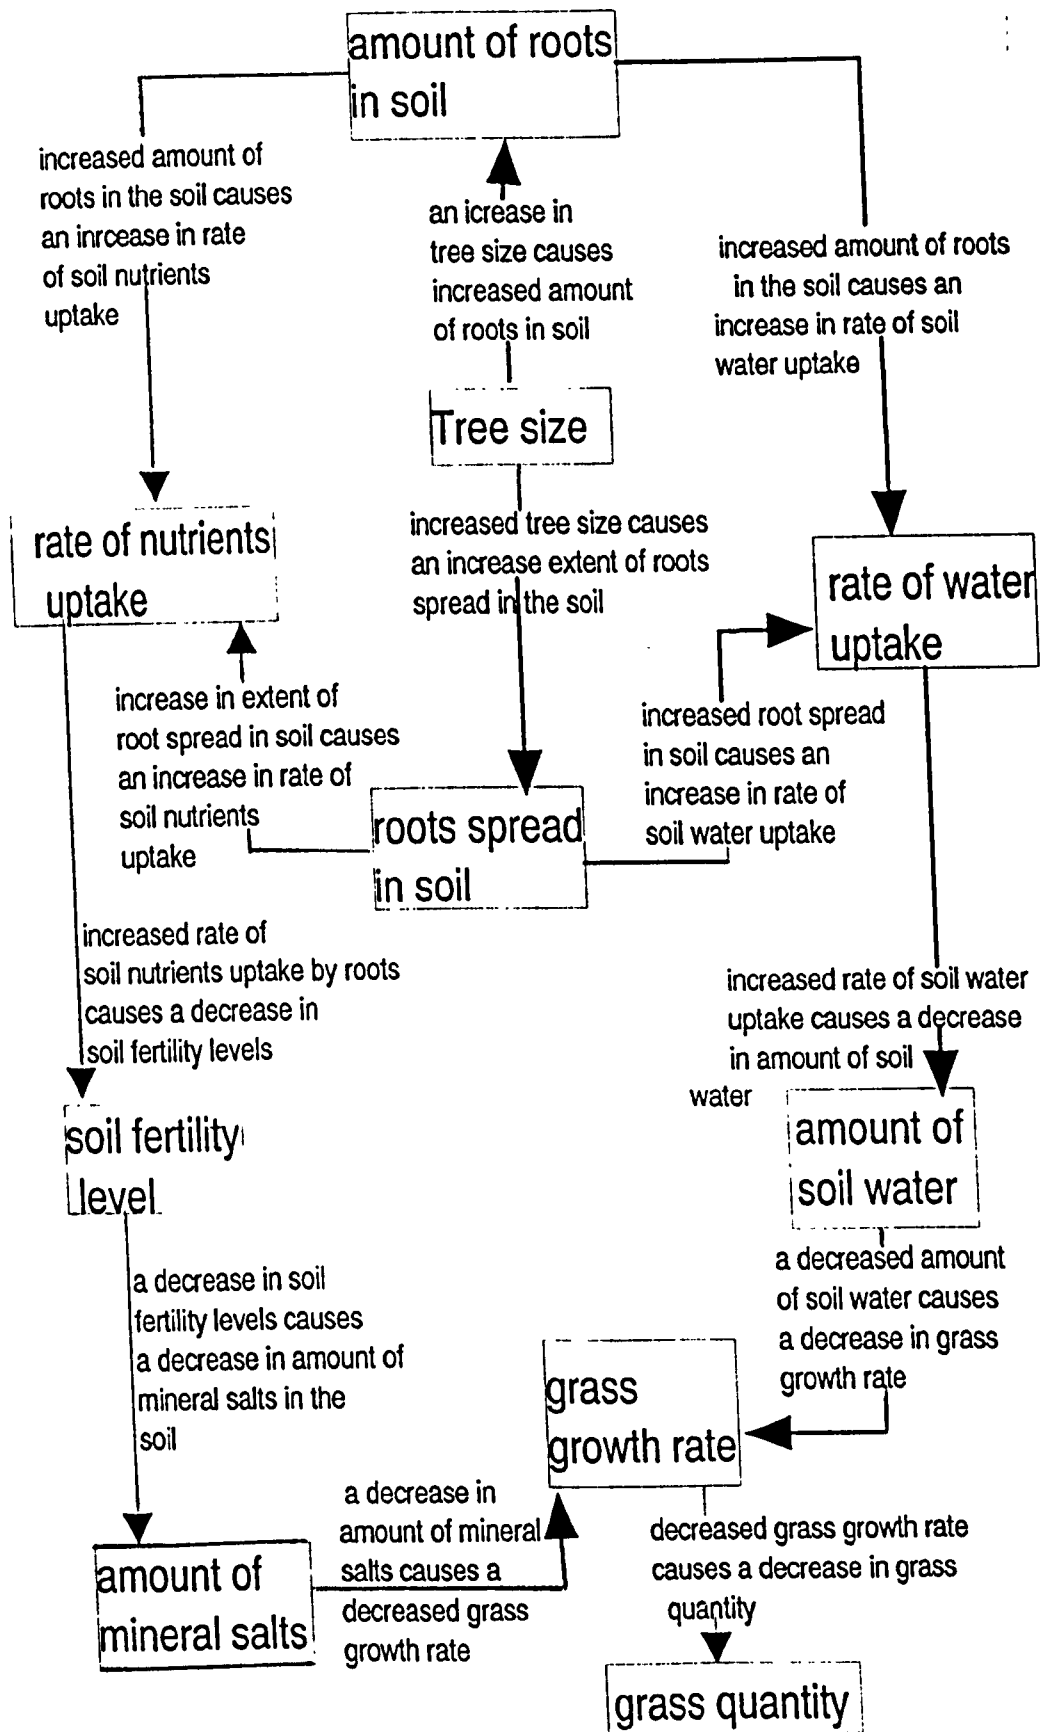 amount of roots
in soil
increased amount of
roots in the soil causes
an inrcease in rate
of soil nutrients
uptake
an icrease in
tree size causes
increased amount
of roots in soil
increased amount of roots
in the soil causes an
increase in rate of soil
water uptake
Tree size
rate of nutrients
uptake
increased tree size causes
an increase extent of roots
spread in the soil
rate of water
uptake
increase in extent of
root spread in soil causes
an increase in rate of
soil nutrients
uptake
increased root spread
in soil causes an
increase in rate of
soil water uptake
roots spread
in soil
increased rate of
soil nutrients uptake by roots
causes a decrease in
soil fertility levels
increased rate of soil water
uptake causes a decrease
in amount of soil
water
soil fertility
level
amount of
soil water
a decrease in soil
fertility levels causes
a decrease in amount of
mineral salts in the
soil
a decreased amount
of soil water causes
a decrease in grass
growth rate
grass
growth rate
a decrease in
amount of mineral
salts causes a
decreased grass
growth rate
decreased grass growth rate
causes a decrease in grass
quantity
amount of
mineral salts
grass quantity